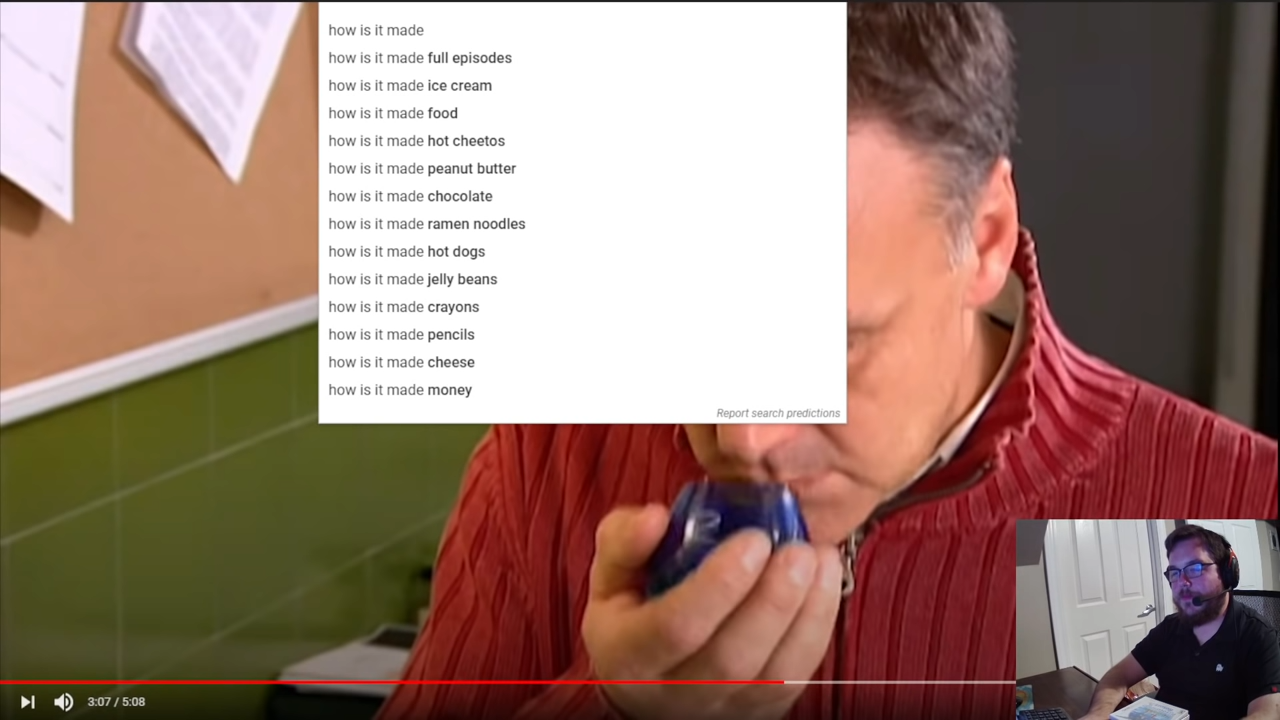 how is it made
how is it made full episodes
how is it made ice cream
how is it made food
how is it made hot cheetos
how is it made peanut butter
how is it made chocolate
how is it made ramen noodles
how is it made hot dogs
how is it made jelly beans
how is it made crayons
how is it made pencils
how is it made cheese
how is it made money
Report search predictions
3:07 / 5:08